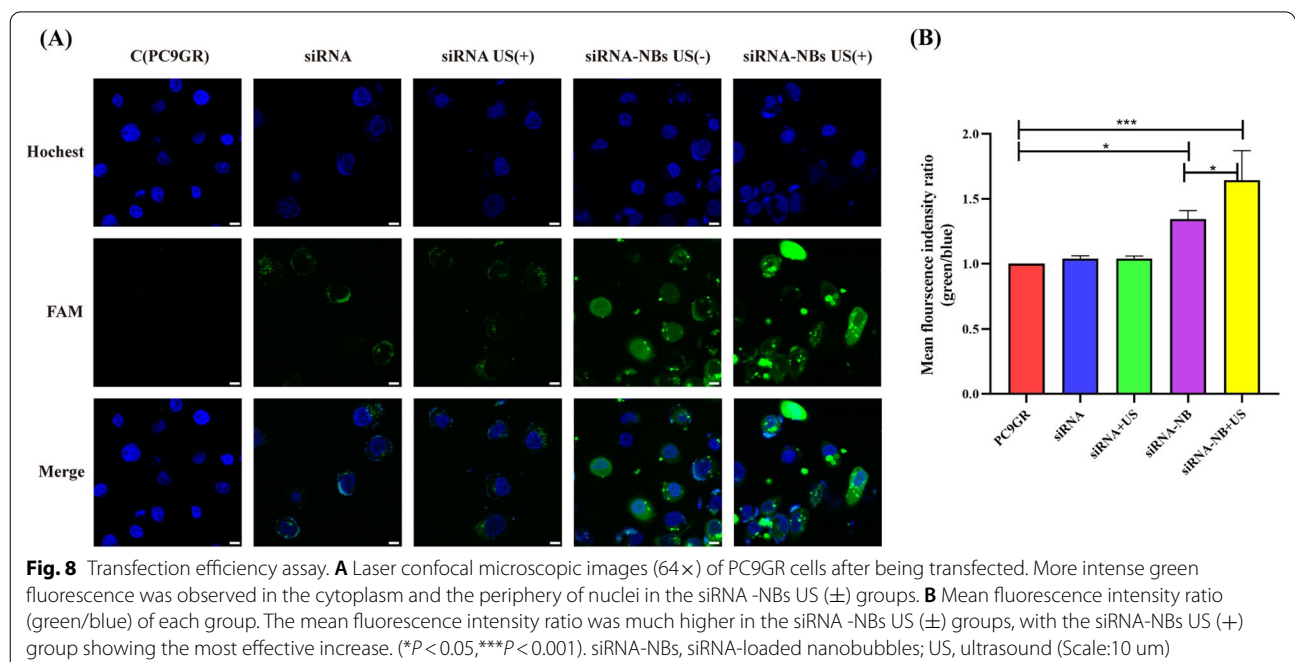 (A)
C(PC9GR) siRNA siRNA US(+) siRNA-NBs US(-) siRNA-NBs US(+)
Hochest
FAM
Merge
(B)
Mean flourscence indensity ratio
(green/blue)
2.0
1.5
1.0
0.5
0.0
***
*
*
PC9GR
siRNA
siRNA+US
siRNA-NB
siRNA-NB+US
Fig. 8 Transfection efficiency assay. A Laser confocal microscopic images (64×) of PC9GR cells after being transfected. More intense green
fluorescence was observed in the cytoplasm and the periphery of nuclei in the siRNA -NBs US (±) groups. B Mean fluorescence intensity ratio
(green/blue) of each group. The mean fluorescence intensity ratio was much higher in the siRNA -NBs US (±) groups, with the siRNA-NBs US (+)
group showing the most effective increase. (*P < 0.05,***P < 0.001). siRNA-NBs, siRNA-loaded nanobubbles; US, ultrasound (Scale:10 um)